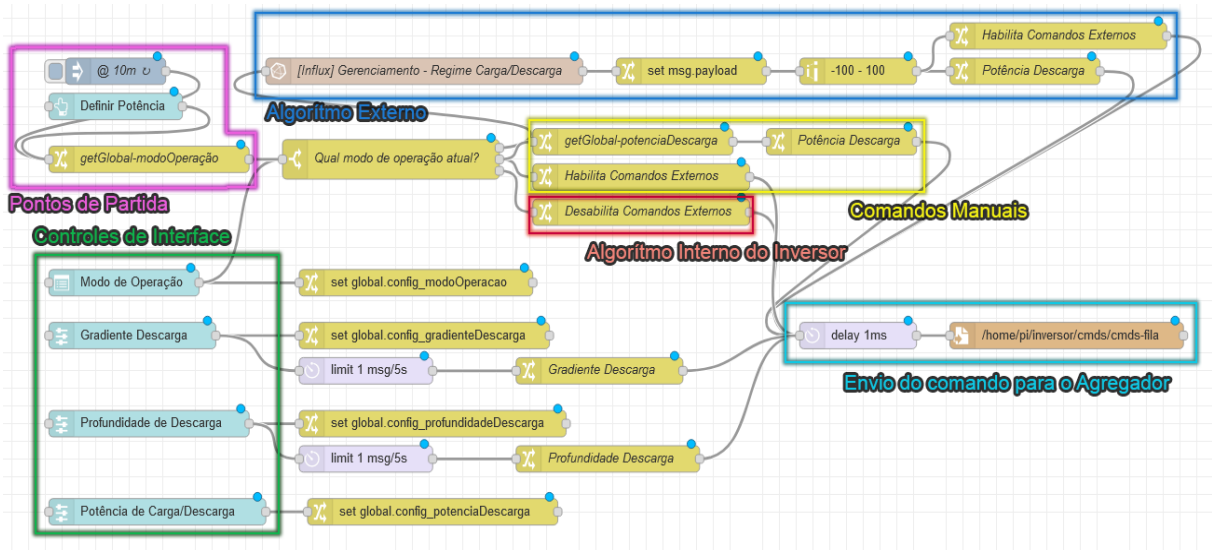 Habilita Comandos Externos
@ 10m ↻
[Influx] Gerenciamento - Regime Carga/Descarga
set msg.payload
-100 - 100
Potência Descarga
Definir Potência
Algorítmo Externo
getGlobal-modoOperação
Qual modo de operação atual?
getGlobal-potenciaDescarga
Potência Descarga
Habilita Comandos Externos
Pontos de Partida
Desabilita Comandos Externos
Comandos Manuais
Controles de Interface
Algorítmo Interno do Inversor
Modo de Operação
set global.config_modoOperacao
Gradiente Descarga
set global.config_gradienteDescarga
delay 1ms
/home/pi/inversor/cmds/cmds-fila
limit 1 msg/5s
Gradiente Descarga
Envio do comando para o Agregador
Profundidade de Descarga
set global.config_profundidadeDescarga
limit 1 msg/5s
Profundidade Descarga
Potência de Carga/Descarga
set global.config_potenciaDescarga